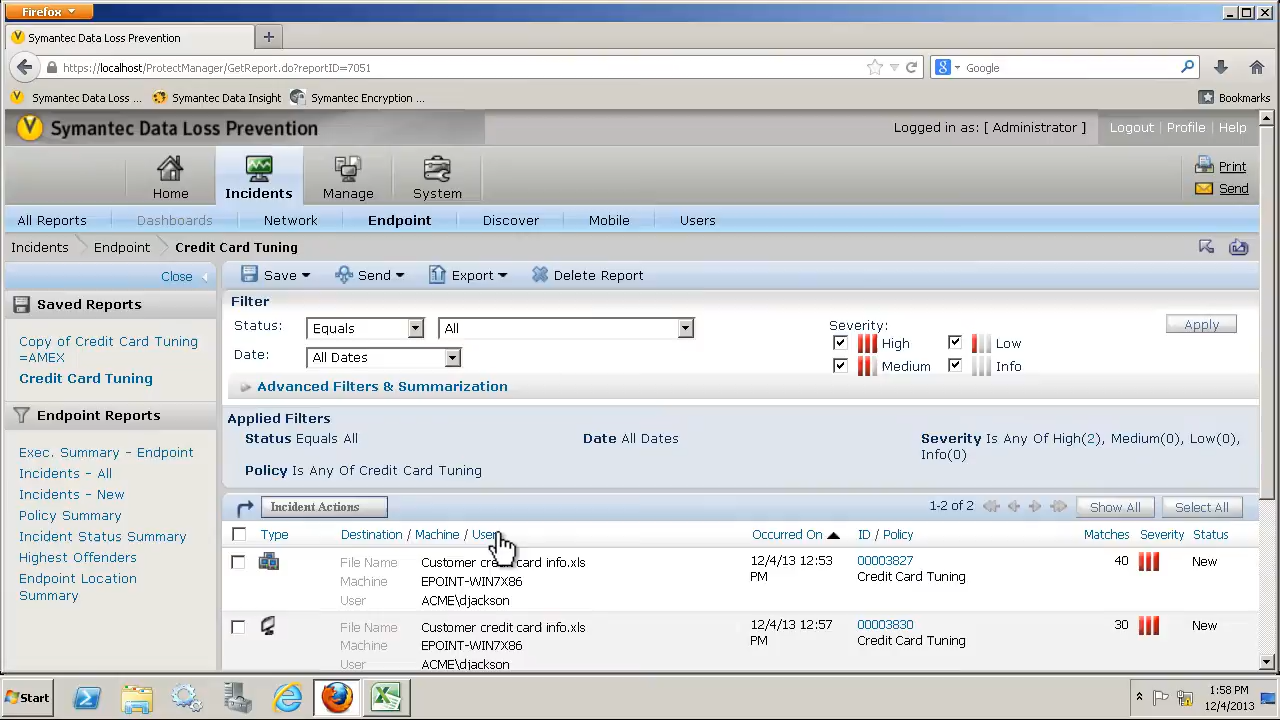 Firefox
Symantec Data Loss Prevention
https://localhost/ProtectManager/GetReport.do?reportID=7051
Google
Symantec Data Loss ...
Symantec Data Insight
Symantec Encryption ...
Bookmarks
Symantec Data Loss Prevention
Logged in as: [ Administrator ]
Logout | Profile | Help
Home
Incidents
Manage
System
Print
Send
All Reports
Dashboards
Network
Endpoint
Discover
Mobile
Users
Incidents
Endpoint
Credit Card Tuning
Close
Save
Send
Export
Delete Report
Saved Reports
Copy of Credit Card Tuning
=AMEX
Credit Card Tuning
Endpoint Reports
Exec. Summary - Endpoint
Incidents - All
Incidents - New
Policy Summary
Incident Status Summary
Highest Offenders
Endpoint Location
Summary
Filter
Status:
Equals
All
Date:
All Dates
Severity:
High
Low
Medium
Info
Apply
Advanced Filters & Summarization
Applied Filters
Status Equals All
Date All Dates
Severity Is Any Of High(2), Medium(0), Low(0),
Info(0)
Policy Is Any Of Credit Card Tuning
Incident Actions
1-2 of 2
Show All
Select All
Type
Destination / Machine / User
Occurred On
ID / Policy
Matches
Severity
Status
File Name Customer credit card info.xls
Machine EPOINT-WIN7X86
User ACME\djackson
12/4/13 12:53
PM
00003827
Credit Card Tuning
40
New
File Name Customer credit card info.xls
Machine EPOINT-WIN7X86
User ACME\djackson
12/4/13 12:57
PM
00003830
Credit Card Tuning
30
New
Start
1:58 PM
12/4/2013